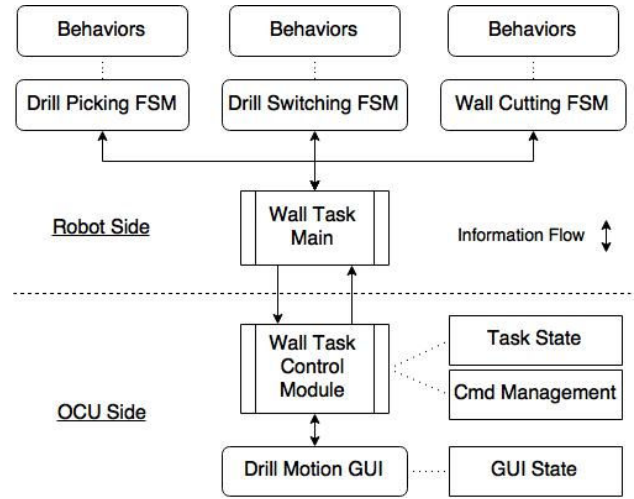 Behaviors
Behaviors
Behaviors
Drill Picking FSM
Drill Switching FSM
Wall Cutting FSM
Robot Side
Wall Task
Main
Information Flow
Wall Task
Control
Module
Task State
Cmd Management
OCU Side
Drill Motion GUI
GUI State